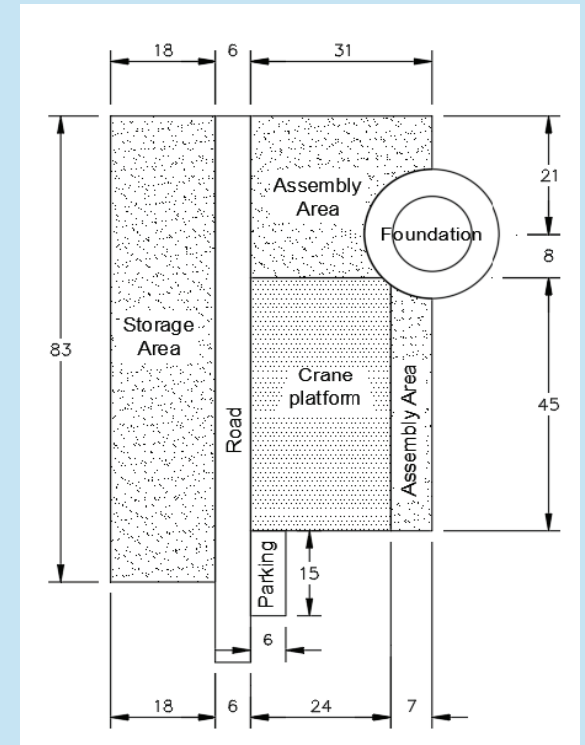 18
6
31
Assembly
Area
21
Foundation
8
Storage
Area
83
Crane
platform
Road
Assembly Area
45
Parking
15
6
18
6
24
7